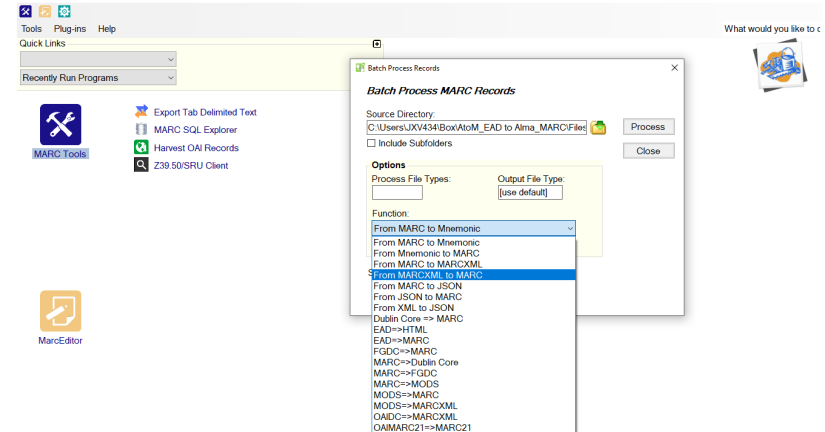 Tools Plug-ins Help
What would you like to
Quick Links
Recently Run Programs
MARC Tools
Export Tab Delimited Text
MARC SQL Explorer
Harvest OAI Records
Z39.50/SRU Client
MarcEditor
Batch Process Records
Batch Process MARC Records
Source Directory:
C:\Users\JXV434\Box\AtoM_EAD to Alma_MARC\Files
Process
Include Subfolders
Close
Options
Process File Types: Output File Type:
[use default]
Function:
From MARC to Mnemonic
From MARC to Mnemonic
From Mnemonic to MARC
From MARC to MARCXML
From MARCXML to MARC
From MARC to JSON
From JSON to MARC
From XML to JSON
Dublin Core => MARC
EAD=>HTML
EAD=>MARC
FGDC=>MARC
MARC=>Dublin Core
MARC=>FGDC
MARC=>MODS
MODS=>MARC
MODS=>MARCXML
OAIDC=>MARCXML
OAIMARC21=>MARC21